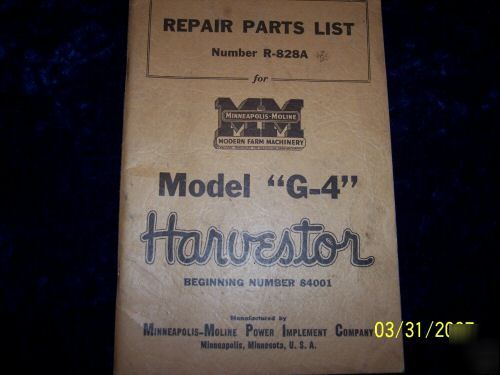 REPAIR PARTS LIST
Number R-828A
for
MM
MINNEAPOLIS-MOLINE
MODERN FARM MACHINERY
Model "G-4"
Harvestor
BEGINNING NUMBER 84001
Manufactured by
MINNEAPOLIS-MOLINE POWER IMPLEMENT COMPANY
Minneapolis, Minnesota, U. S. A.
03/31/2007